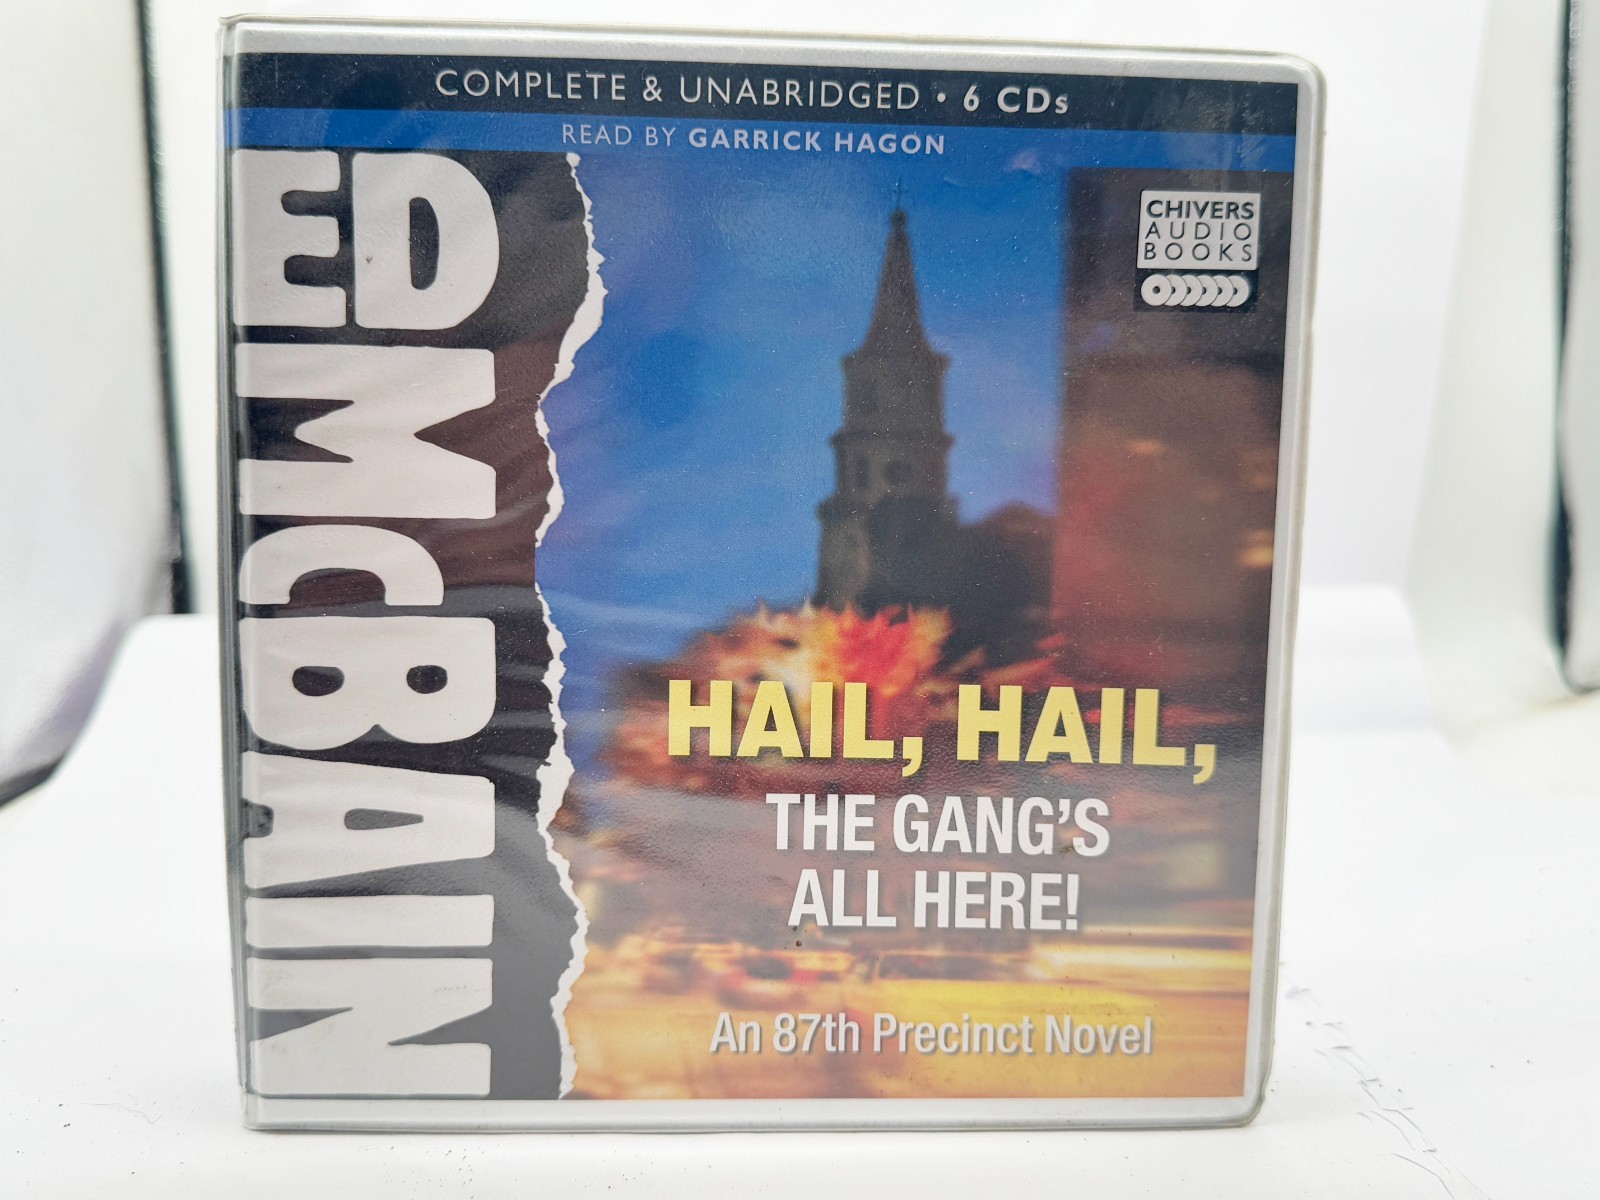 COMPLETE & UNABRIDGED • 6 CDs
READ BY GARRICK HAGON
ED MCBAIN
CHIVERS
AUDIO
BOOKS
HAIL, HAIL,
THE GANG'S
ALL HERE!
An 87th Precinct Novel